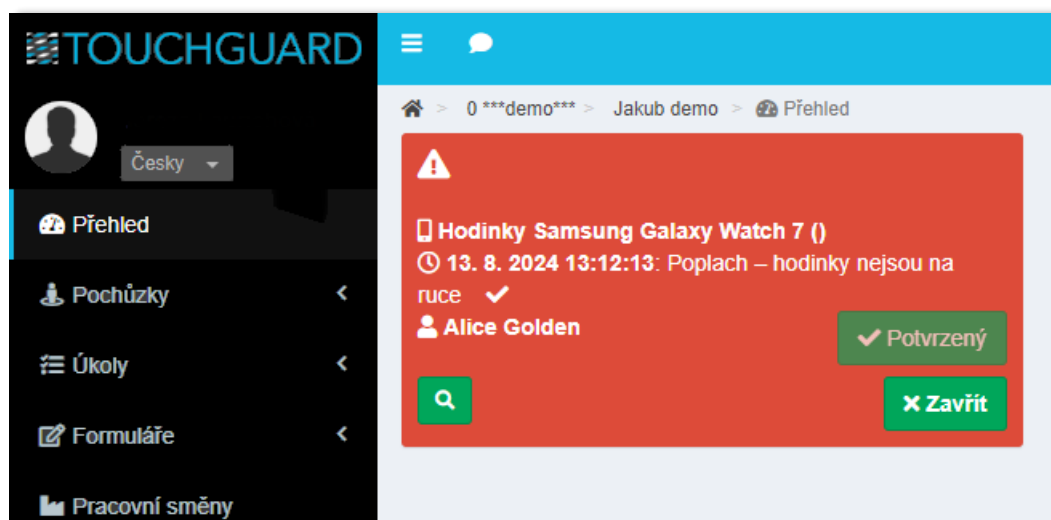 TOUCHGUARD
0 ***demo*** > Jakub demo > Přehled
Česky
Přehled
Pochůzky
Úkoly
Formuláře
Pracovní směny
Hodinky Samsung Galaxy Watch 7 ()
13. 8. 2024 13:12:13: Poplach – hodinky nejsou na
ruce
Alice Golden
Potvrzený
Zavřít